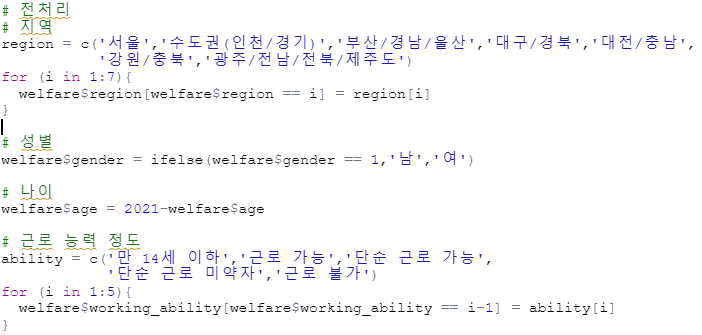 # 전처리
# 지역
region = c('서울','수도권(인천/경기)','부산/경남/울산','대구/경북','대전/충남',
'강원/충북','광주/전남/전북/제주도')
for (i in 1:7){
welfare$region[welfare$region == i] = region[i]
}
# 성별
welfare$gender = ifelse(welfare$gender == 1,'남','여')
# 나이
welfare$age = 2021-welfare$age
# 근로 능력 정도
ability = c('만 14세 이하','근로 가능','단순 근로 가능',
'단순 근로 미약자','근로 불가')
for (i in 1:5){
welfare$working_ability[welfare$working_ability == i-1] = ability[i]
}